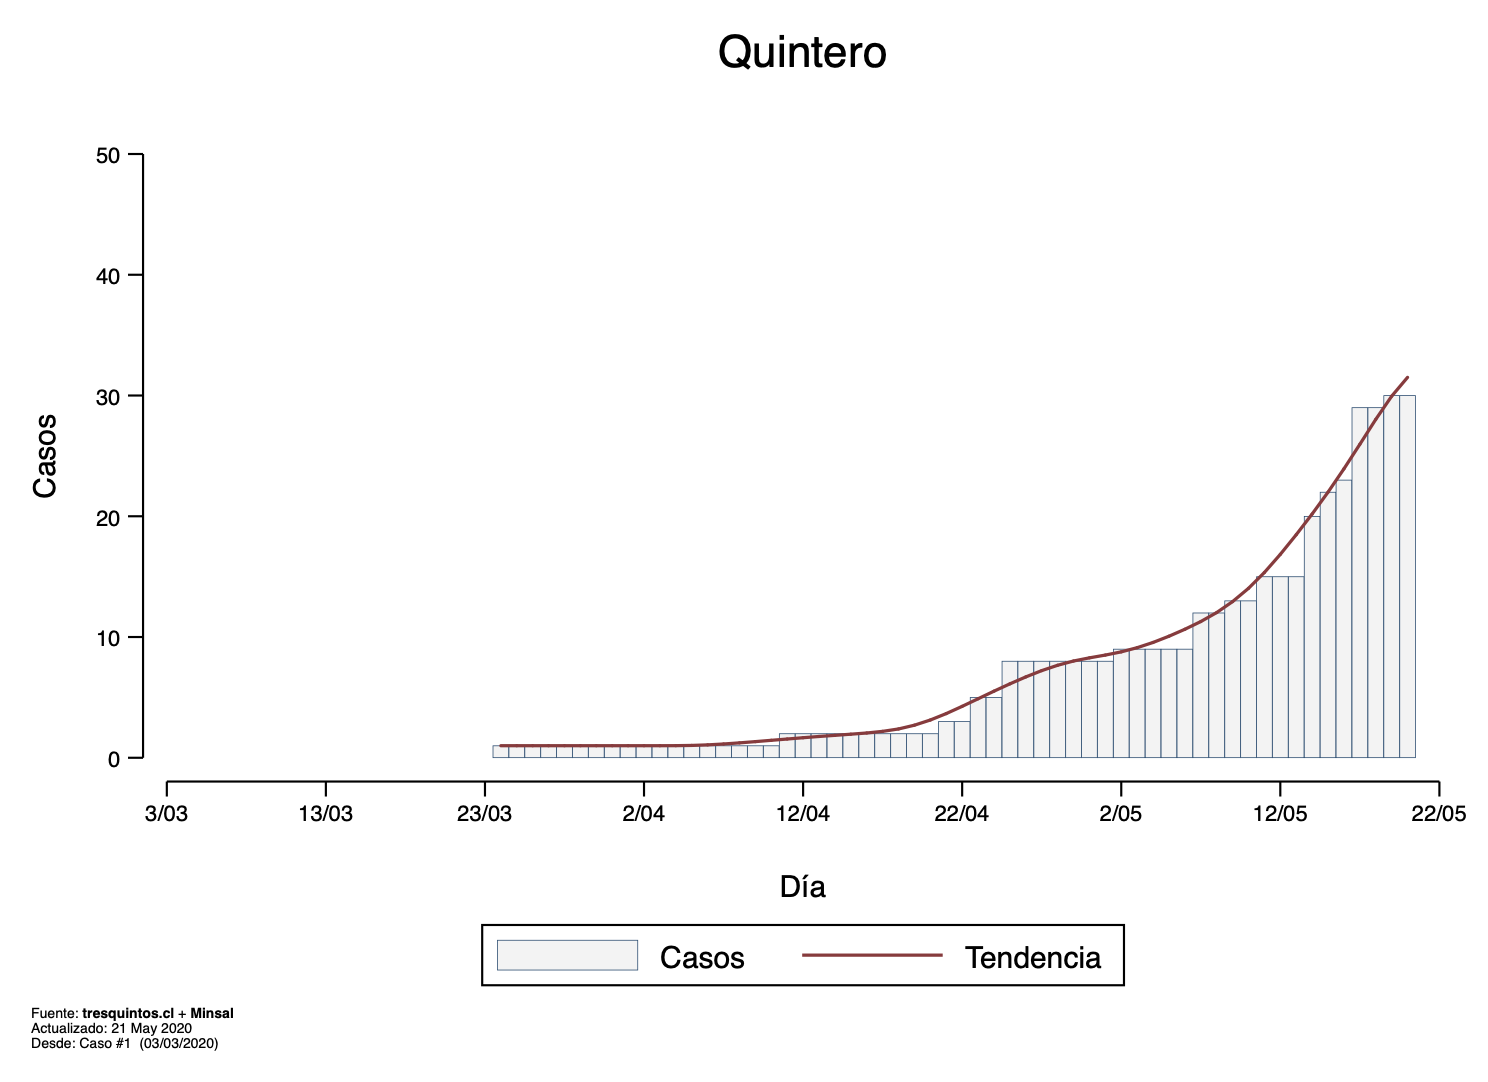 Quintero
50
40
30
20
10
0
Casos
3/03 13/03 23/03 2/04 12/04 22/04 2/05 12/05 22/05
Día
Casos Tendencia
Fuente: tresquintos.cl + Minsal
Actualizado: 21 May 2020
Desde: Caso #1 (03/03/2020)